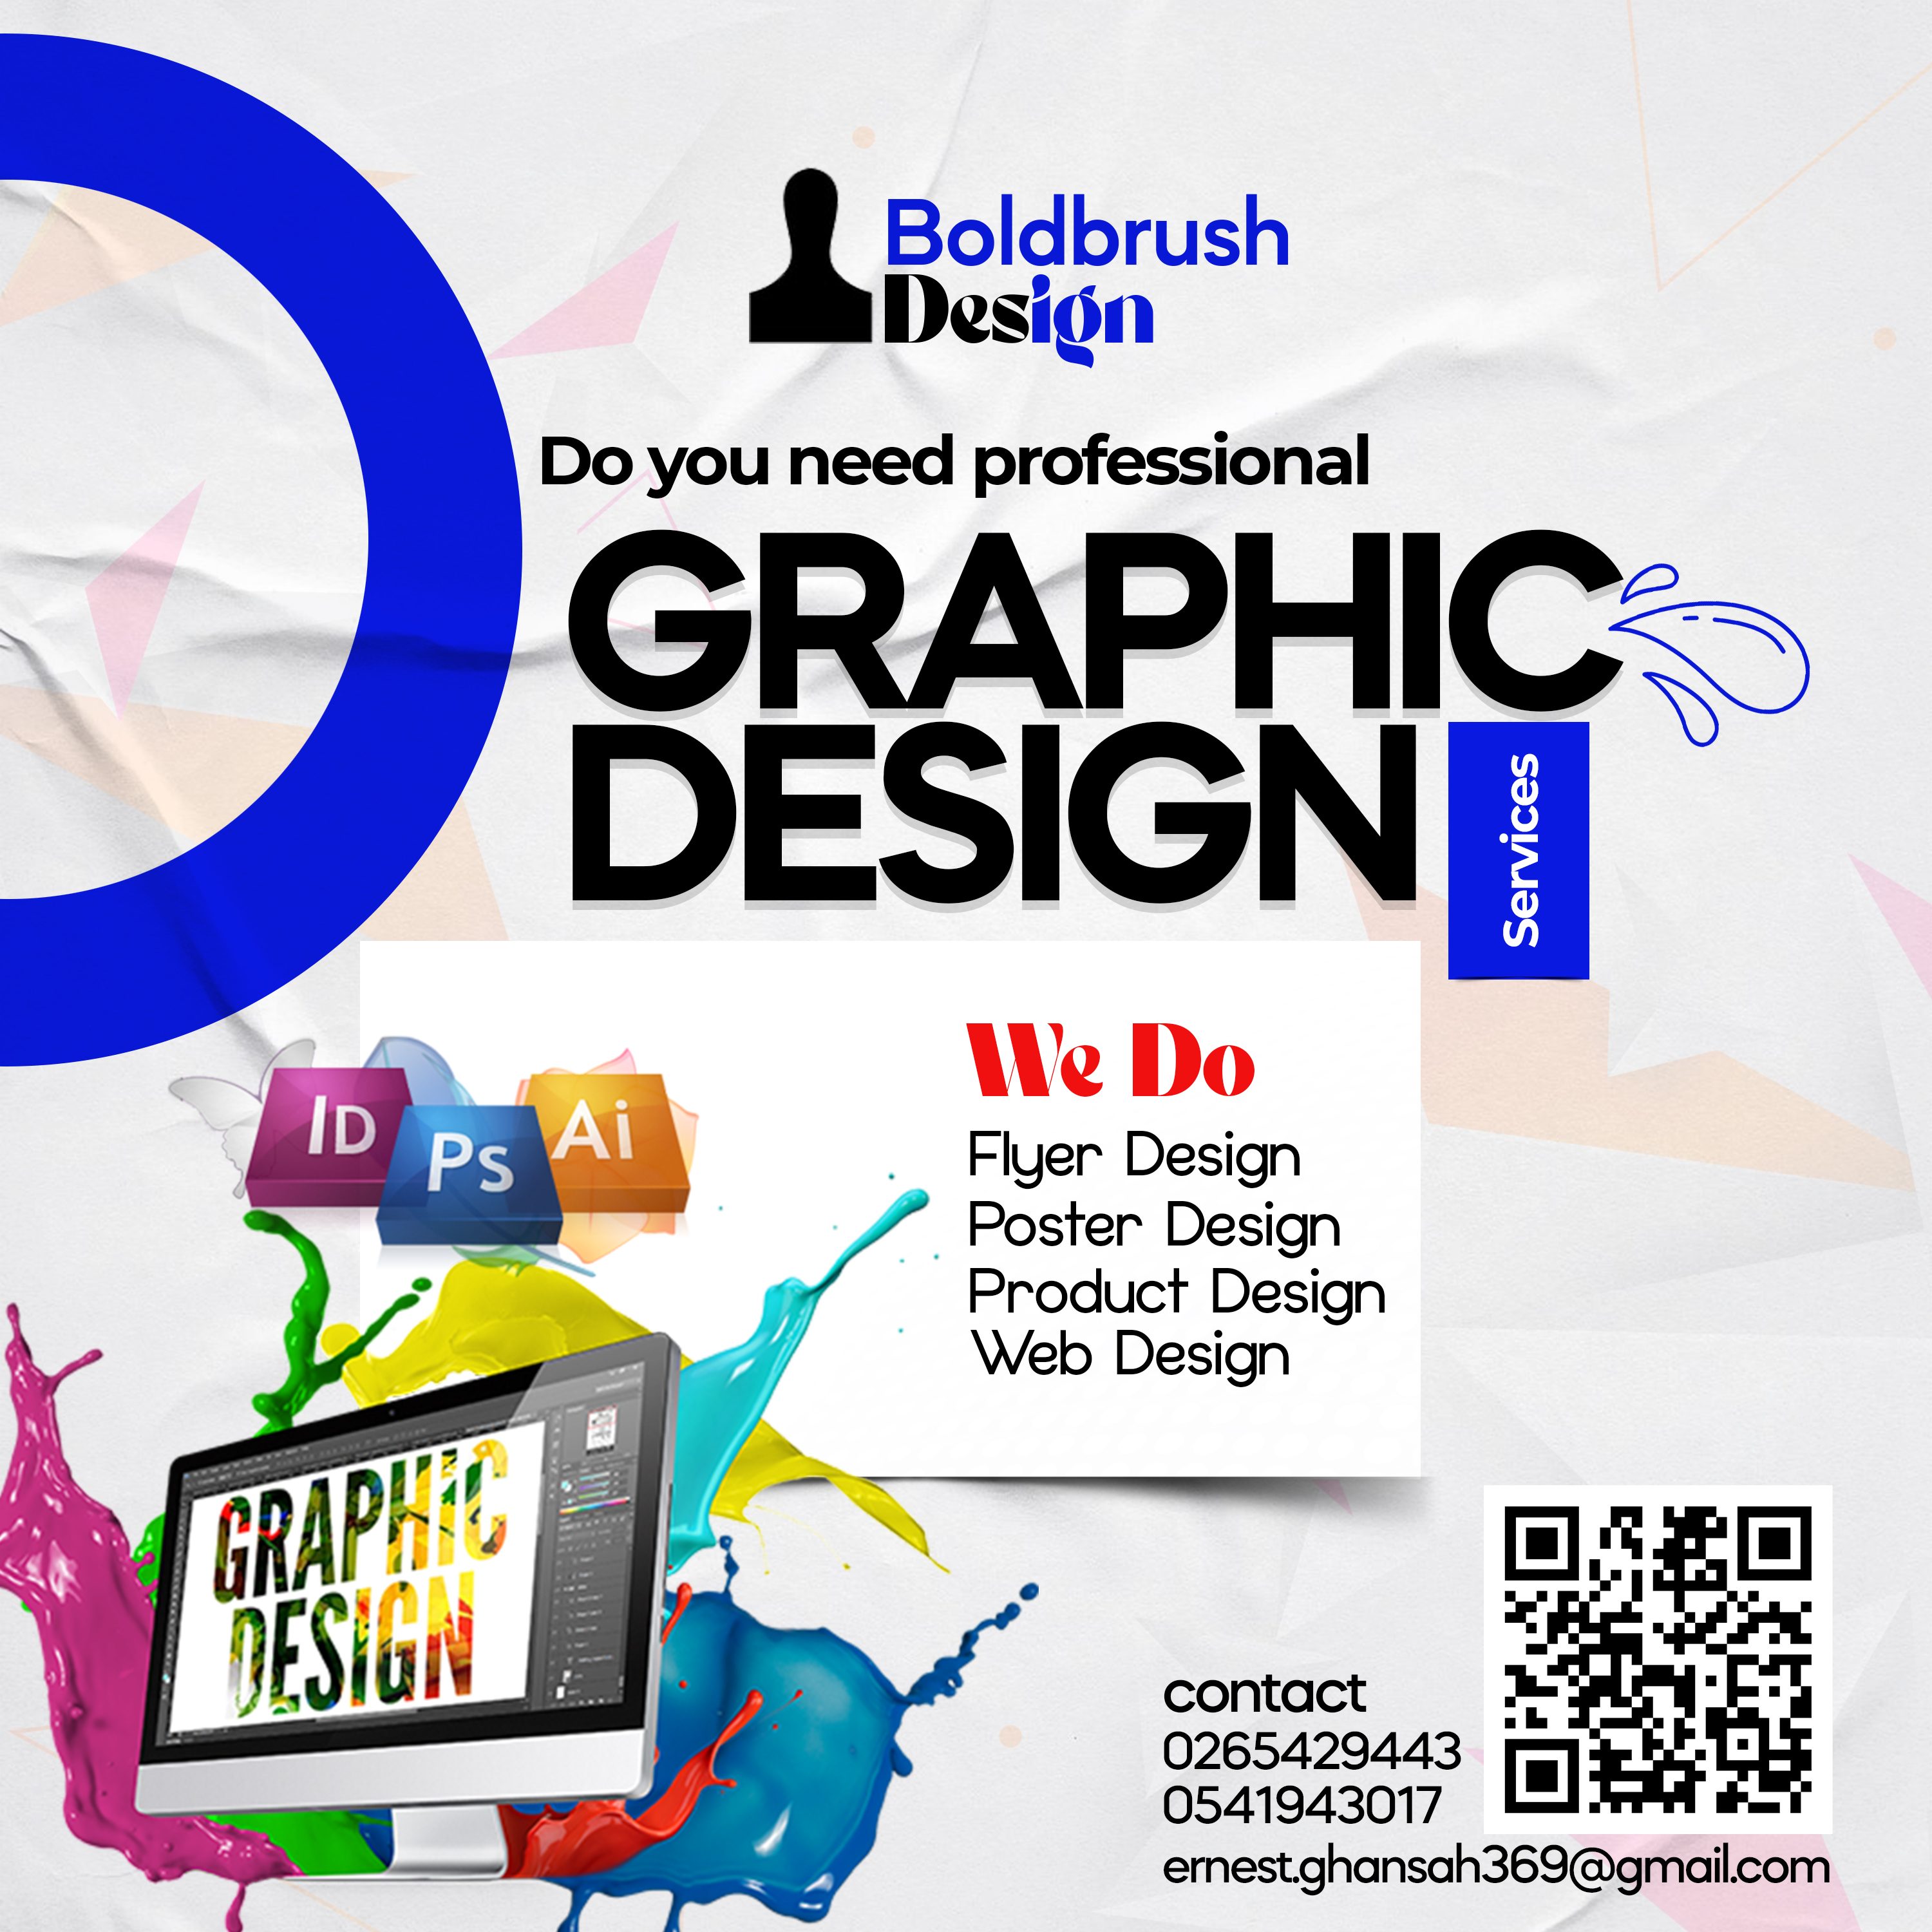 Boldbrush
Design
Do you need professional
GRAPHIC
DESIGN
Services
We Do
Flyer Design
Poster Design
Product Design
Web Design
ID
Ps
Ai
GRAPHIC
DESIGN
contact
0265429443
0541943017
ernest.ghansah369@gmail.com